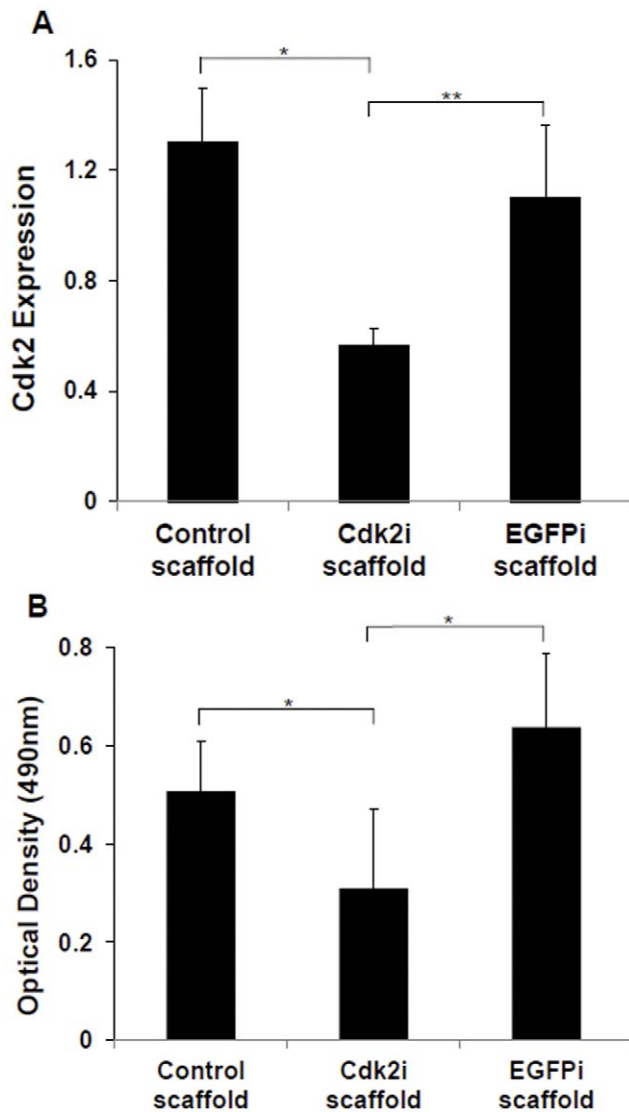 A
1.6
*
**
1.2
0.8
0.4
0
Cdk2 Expression
Control scaffold
Cdk2i scaffold
EGFPi scaffold
B
0.8
*
*
0.6
0.4
0.2
0
Optical Density (490nm)
Control scaffold
Cdk2i scaffold
EGFPi scaffold